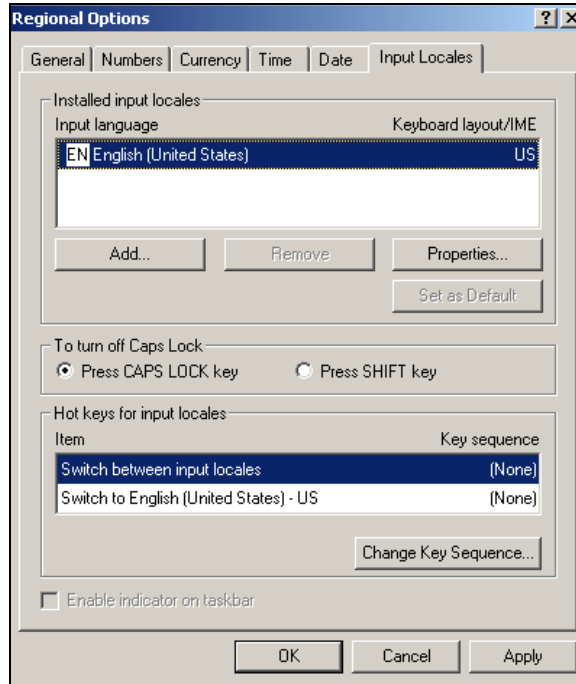 Regional Options
General Numbers Currency Time Date Input Locales
Installed input locales
Input language Keyboard layout/IME
EN English (United States) US
Add... Remove Properties...
Set as Default
To turn off Caps Lock
Press CAPS LOCK key Press SHIFT key
Hot keys for input locales
Item Key sequence
Switch between input locales (None)
Switch to English (United States) - US (None)
Change Key Sequence...
Enable indicator on taskbar
OK Cancel Apply